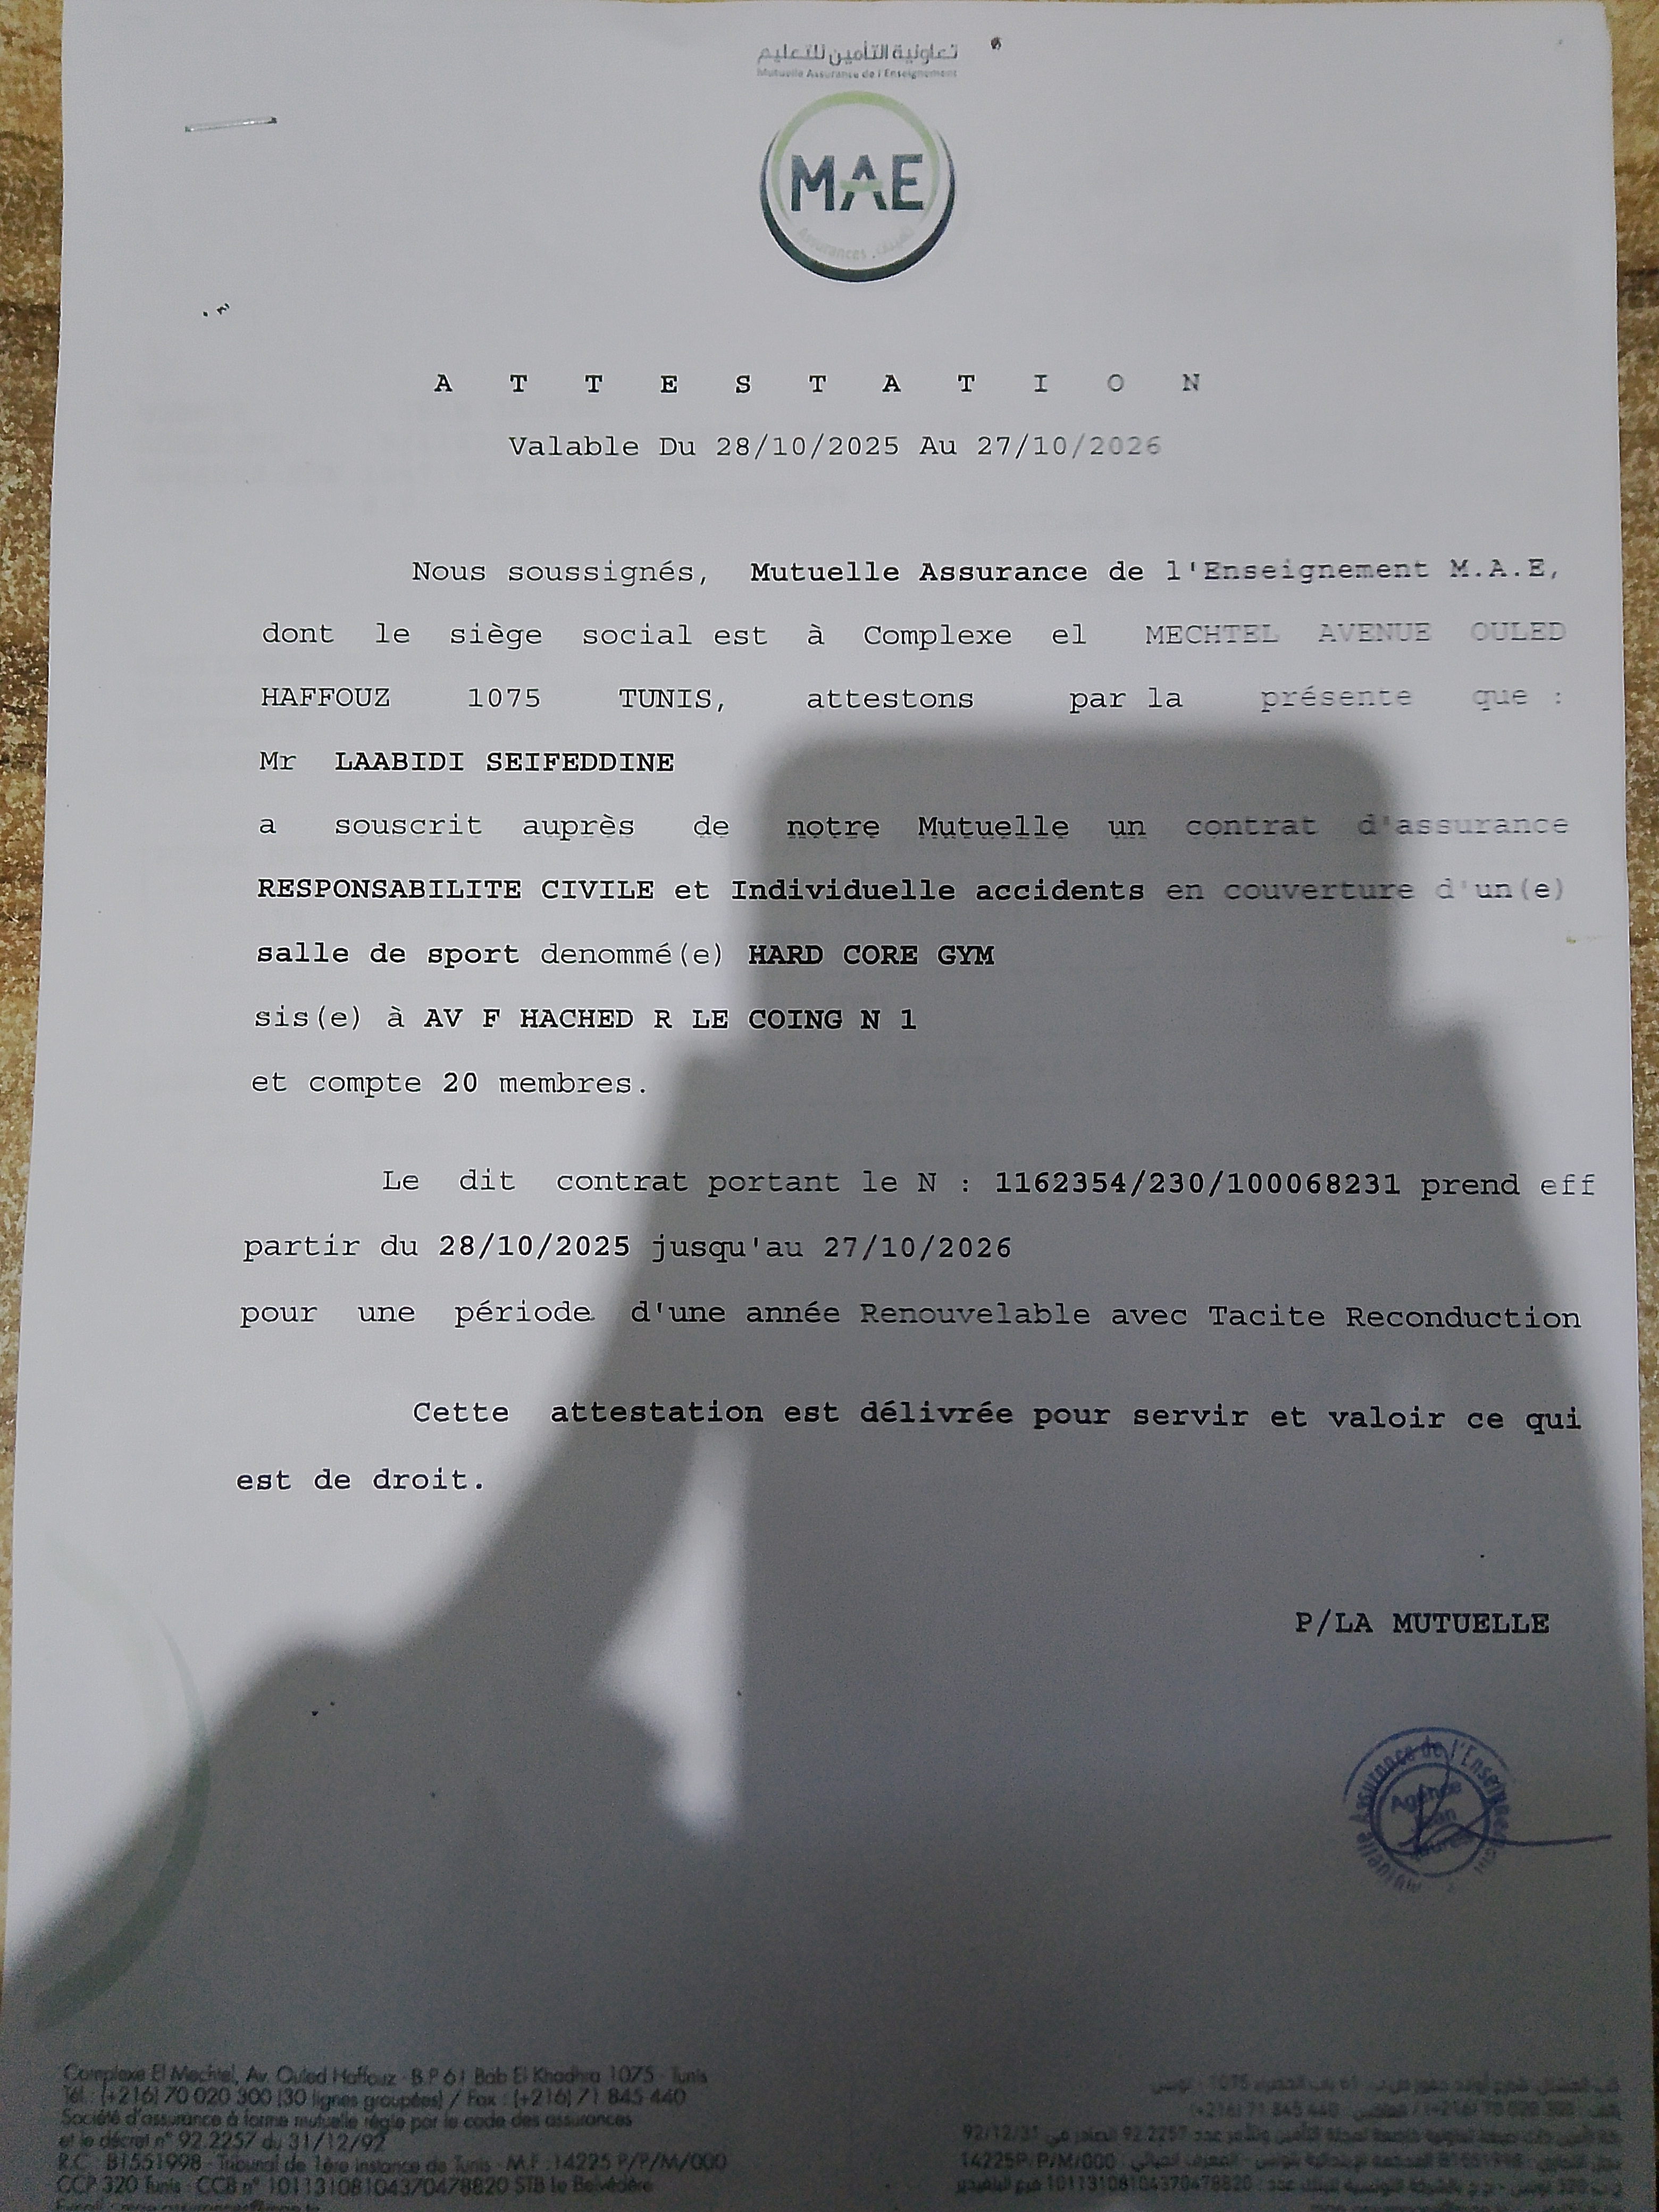 تعاونية التأمين للتعليم
Mutuelle Assurance de l'Enseignement
MAE
Assurances
A T T E S T A T I O N
Valable Du 28/10/2025 Au 27/10/2026
Nous soussignés, Mutuelle Assurance de l'Enseignement M.A.E,
dont le siège social est à Complexe el MECHTEL AVENUE OULED
HAFFOUZ 1075 TUNIS, attestons par la présente que :
Mr LAABIDI SEIFEDDINE
a souscrit auprès de notre Mutuelle un contrat d'assurance
RESPONSABILITE CIVILE et Individuelle accidents en couverture d'un(e)
salle de sport denommé(e) HARD CORE GYM
sis(e) à AV F HACHED R LE COING N 1
et compte 20 membres.
Le dit contrat portant le N : 1162354/230/100068231 prend eff
partir du 28/10/2025 jusqu'au 27/10/2026
pour une période d'une année Renouvelable avec Tacite Reconduction
Cette attestation est délivrée pour servir et valoir ce qui
est de droit.
P/LA MUTUELLE
Mutuelle Assurance de l'Enseignement
Agence
Complexe El Mechtel, Av. Ouled Haffouz - B.P 61 Bab El Khadhra 1075 - Tunis
Tél.: (+216) 70 020 300 (30 lignes groupées) / Fax : (+216) 71 845 440
Société d'assurance à forme mutuelle régie par le code des assurances
et le décret n° 92.2257 du 31/12/92
R.C : B1551998 - Tribunal de 1ère Instance de Tunis - M.F : 14225 P/P/M/000
CCP 320 Tunis - CCB n° 10113108104370478820 STB le Belvédère